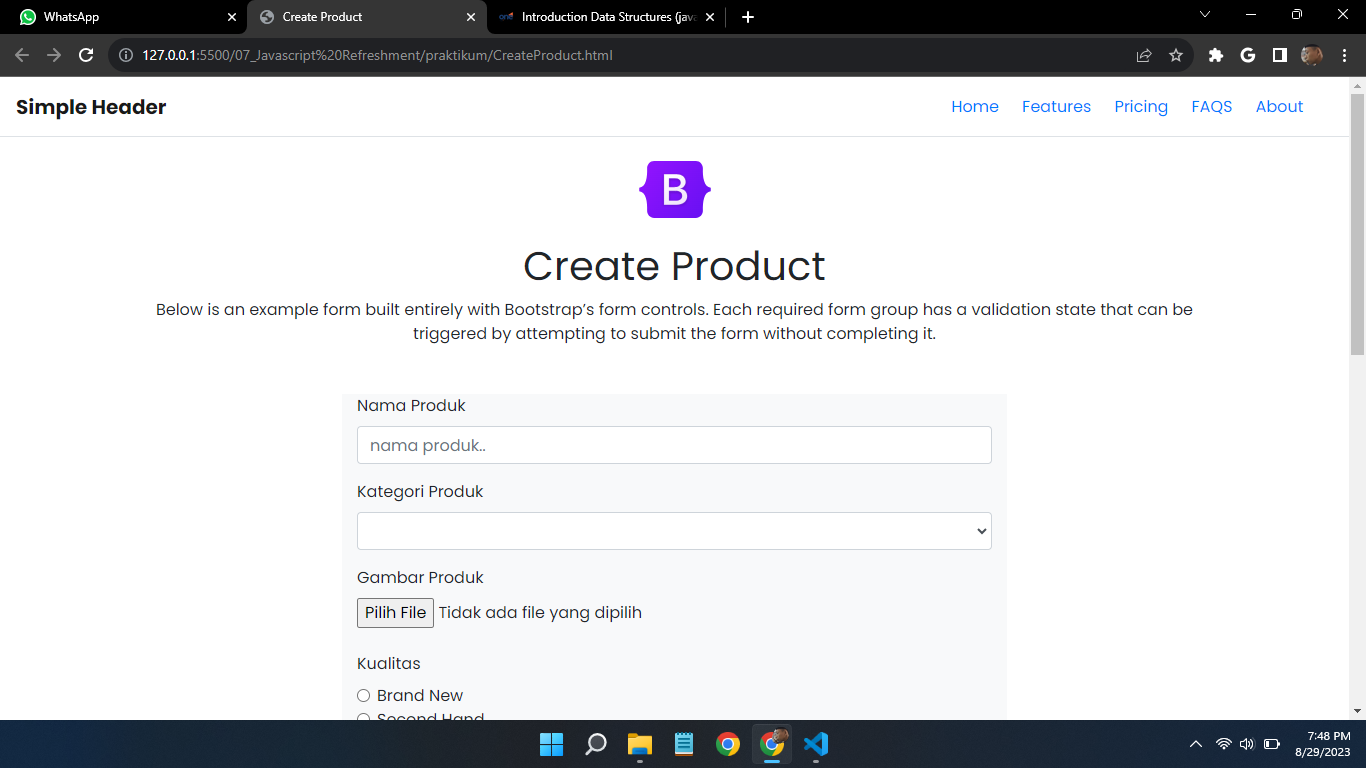 WhatsApp
Create Product
Introduction Data Structures (java
127.0.0.1:5500/07_Javascript%20Refreshment/praktikum/CreateProduct.html
Simple Header
Home Features Pricing FAQS About
B
Create Product
Below is an example form built entirely with Bootstrap’s form controls. Each required form group has a validation state that can be
triggered by attempting to submit the form without completing it.
Nama Produk
nama produk..
Kategori Produk
Gambar Produk
Pilih File Tidak ada file yang dipilih
Kualitas
Brand New
Second Hand
7:48 PM
8/29/2023